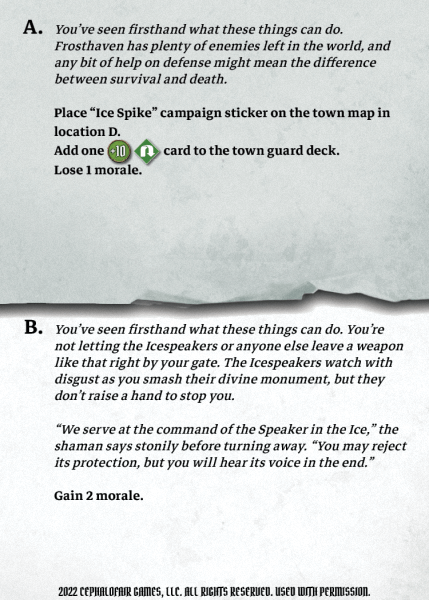 A. You’ve seen firsthand what these things can do.
Frosthaven has plenty of enemies left in the world, and
any bit of help on defense might mean the difference
between survival and death.
Place “Ice Spike” campaign sticker on the town map in
location D.
Add one +10 card to the town guard deck.
Lose 1 morale.
B. You’ve seen firsthand what these things can do. You’re
not letting the Icespeakers or anyone else leave a weapon
like that right by your gate. The Icespeakers watch with
disgust as you smash their divine monument, but they
don’t raise a hand to stop you.
“We serve at the command of the Speaker in the Ice,” the
shaman says stonily before turning away. “You may reject
its protection, but you will hear its voice in the end.”
Gain 2 morale.
2022 CEPHALOFAIR GAMES, LLC. ALL RIGHTS RESERVED. USED WITH PERMISSION.